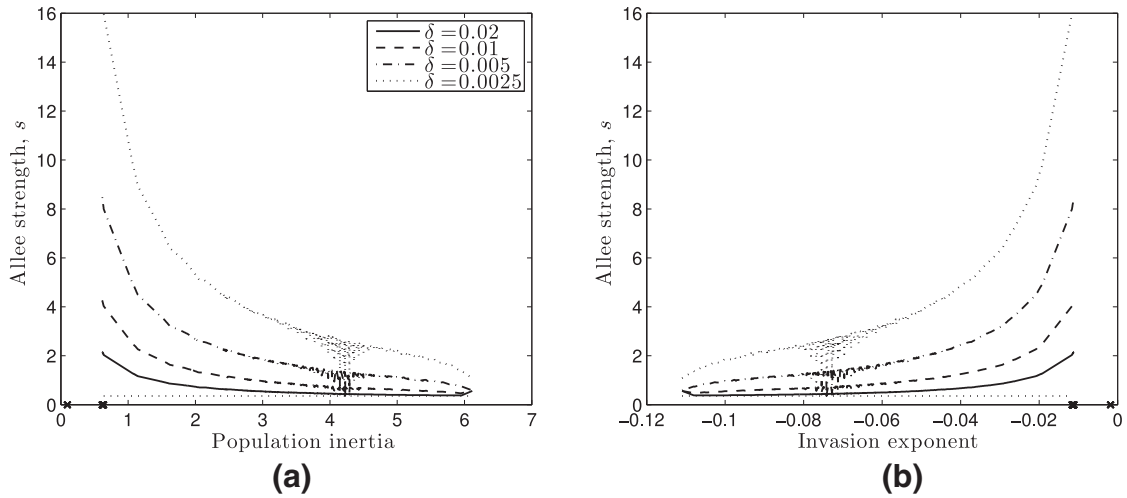 16
14
12
10
8
6
4
2
0
Allee strength, s
δ =0.02
δ =0.01
δ =0.005
δ =0.0025
0 1 2 3 4 5 6 7
Population inertia
(a)
16
14
12
10
8
6
4
2
0
Allee strength, s
−0.12 −0.1 −0.08 −0.06 −0.04 −0.02 0
Invasion exponent
(b)